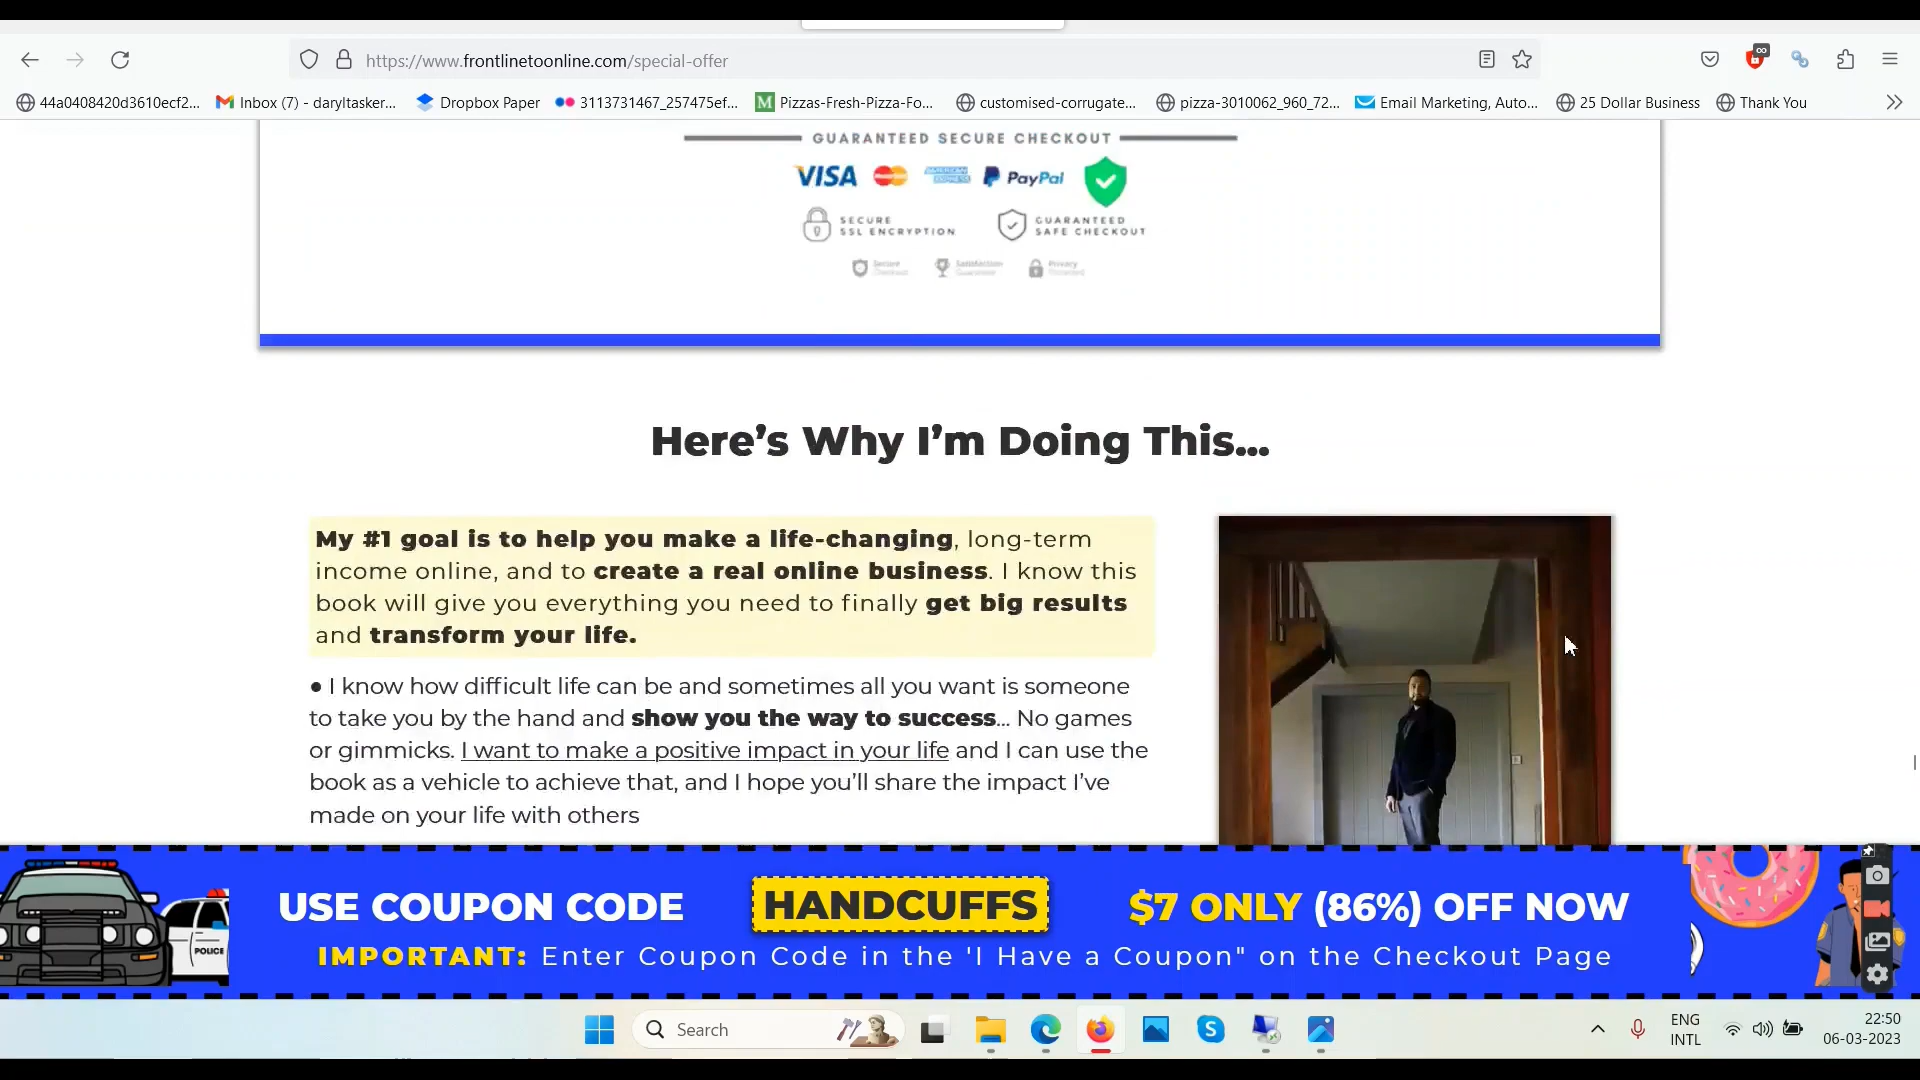 https://www.frontlinetoonline.com/special-offer
44a0408420d3610ecf2... Inbox (7) - daryltasker... Dropbox Paper 3113731467_257475ef... Pizzas-Fresh-Pizza-Fo... customised-corrugate... pizza-3010062_960_72... Email Marketing, Auto... 25 Dollar Business Thank You
GUARANTEED SECURE CHECKOUT
VISA AMERICAN EXPRESS PayPal
SECURE SSL ENCRYPTION
GUARANTEED SAFE CHECKOUT
Secure Checkout Satisfaction Guarantee Privacy Protected
Here’s Why I’m Doing This...
My #1 goal is to help you make a life-changing, long-term
income online, and to create a real online business. I know this
book will give you everything you need to finally get big results
and transform your life.
● I know how difficult life can be and sometimes all you want is someone
to take you by the hand and show you the way to success... No games
or gimmicks. I want to make a positive impact in your life and I can use the
book as a vehicle to achieve that, and I hope you’ll share the impact I’ve
made on your life with others
USE COUPON CODE HANDCUFFS $7 ONLY (86%) OFF NOW
IMPORTANT: Enter Coupon Code in the 'I Have a Coupon" on the Checkout Page
POLICE
Search
ENG
INTL
22:50
06-03-2023